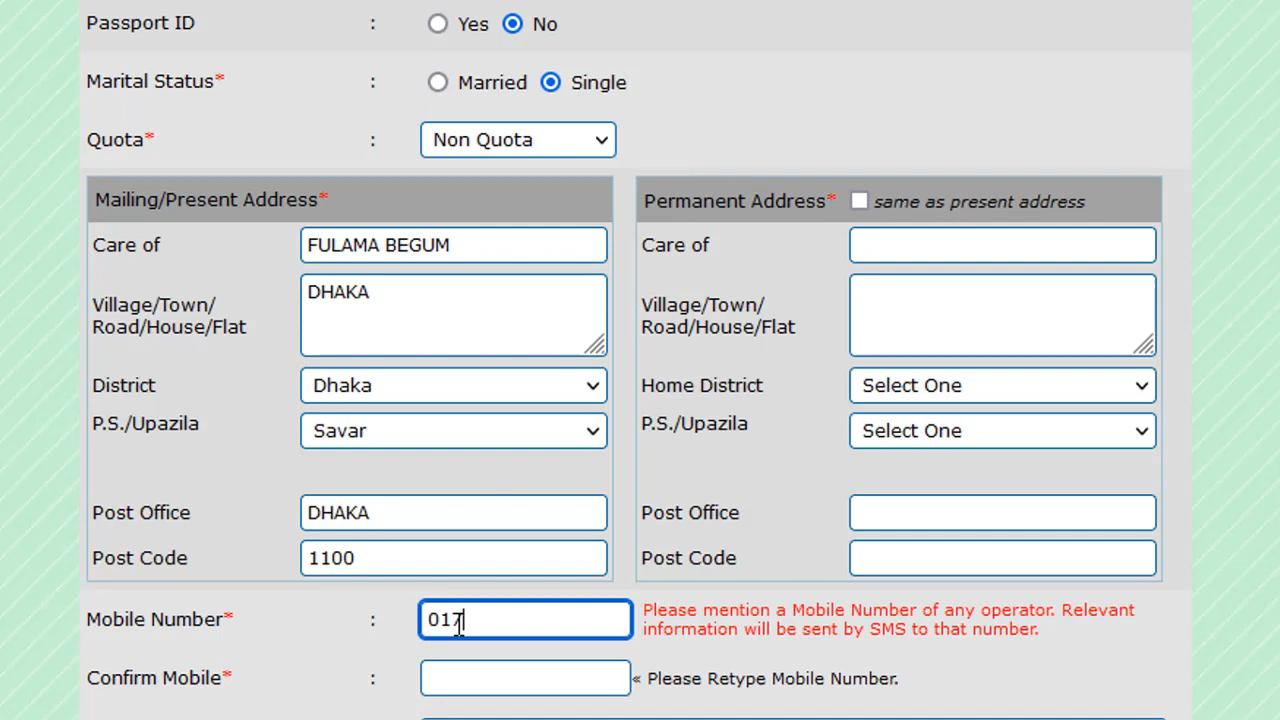 Passport ID : Yes No
Marital Status* : Married Single
Quota* : Non Quota
Mailing/Present Address*
Care of FULAMA BEGUM
Village/Town/ DHAKA
Road/House/Flat
District Dhaka
P.S./Upazila Savar
Post Office DHAKA
Post Code 1100
Permanent Address* same as present address
Care of
Village/Town/
Road/House/Flat
Home District Select One
P.S./Upazila Select One
Post Office
Post Code
Mobile Number* : 017 Please mention a Mobile Number of any operator. Relevant
information will be sent by SMS to that number.
Confirm Mobile* : « Please Retype Mobile Number.